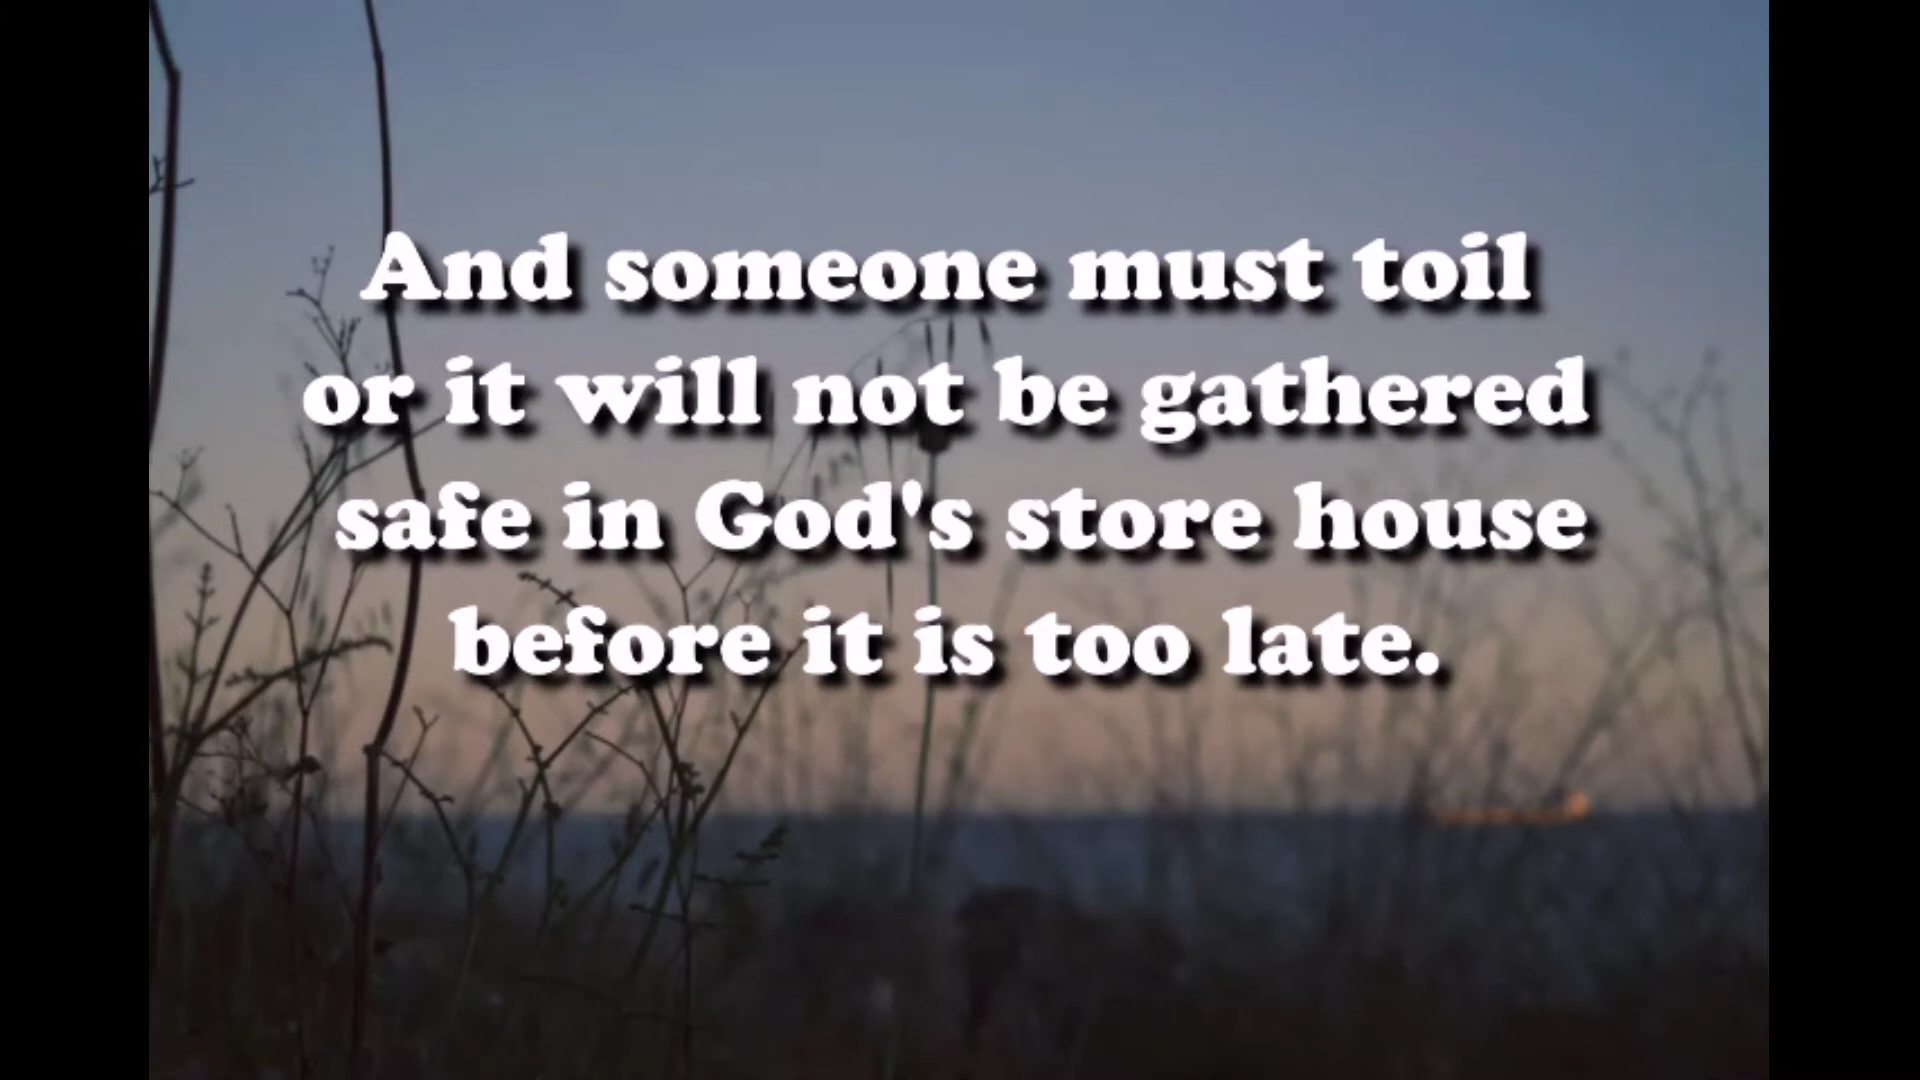 And someone must toil
or it will not be gathered
safe in God's store house
before it is too late.